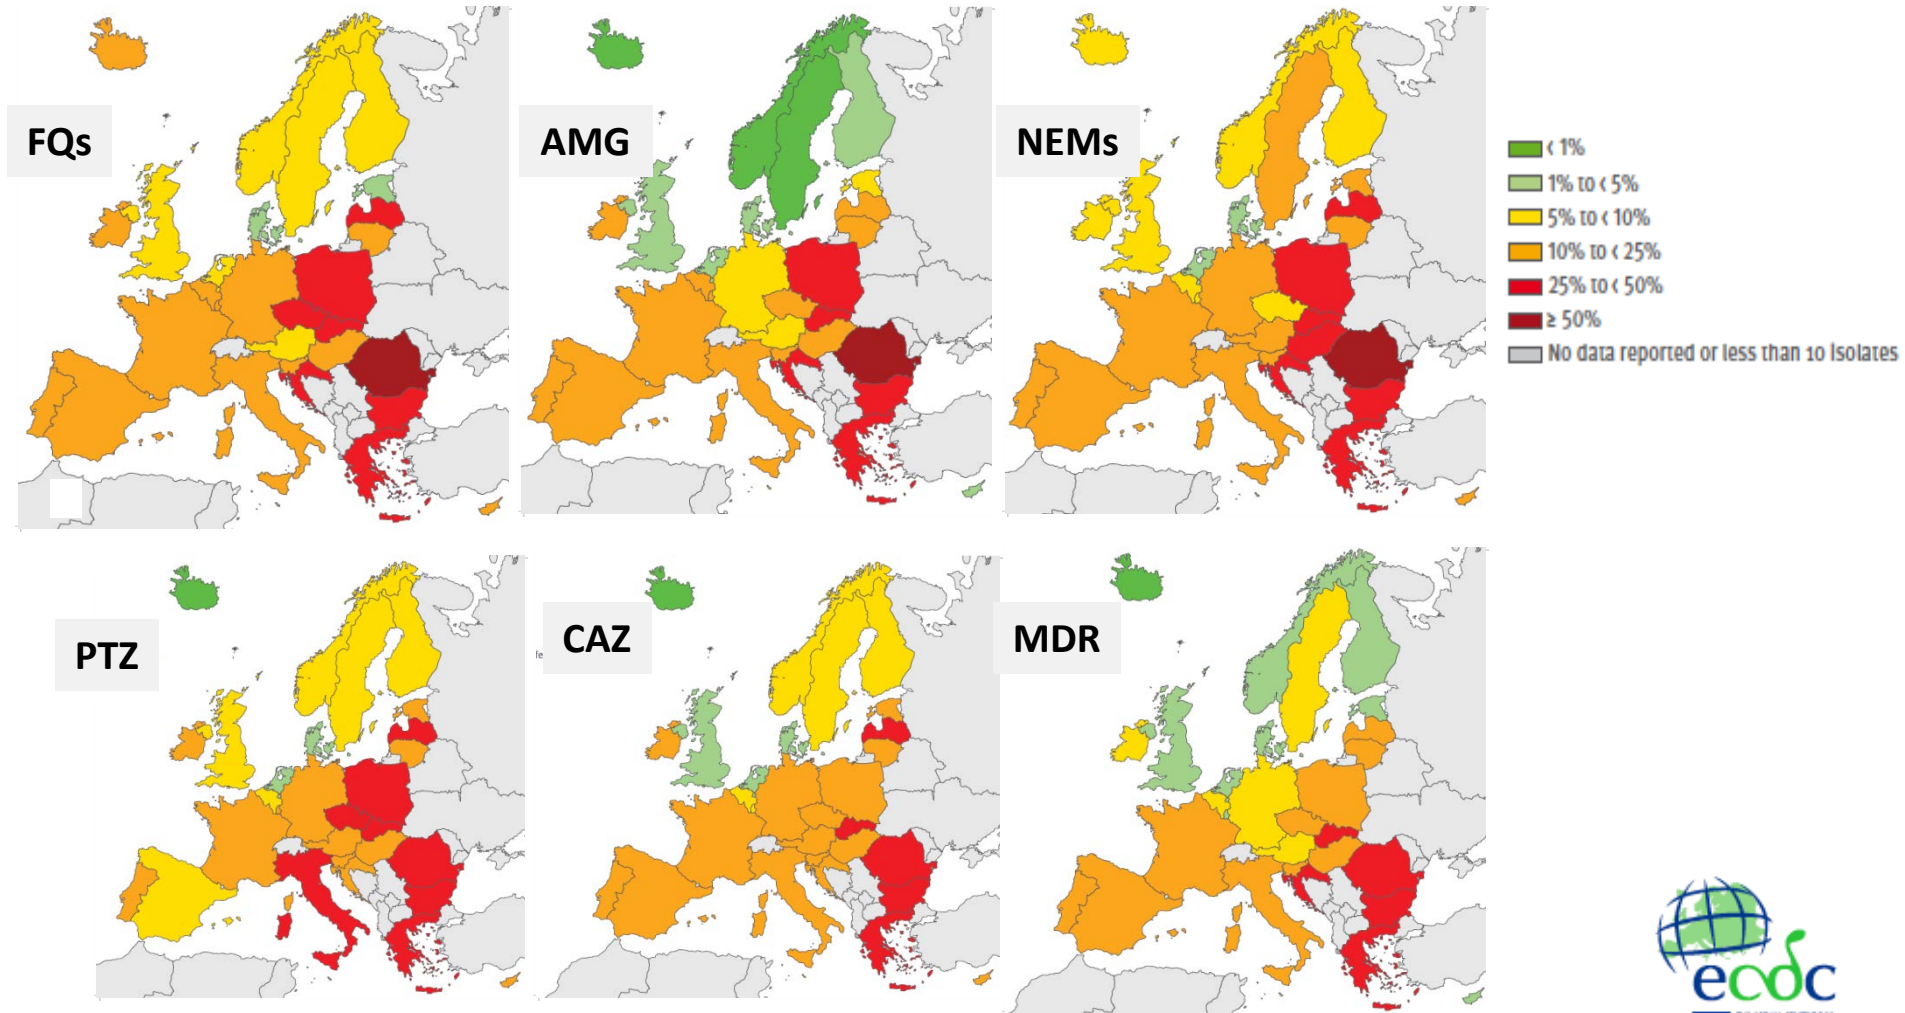 FQs
AMG
NEMs
< 1%
1% to < 5%
5% to < 10%
10% to < 25%
25% to < 50%
≥ 50%
No data reported or less than 10 isolates
PTZ
fe
CAZ
MDR
ecdc